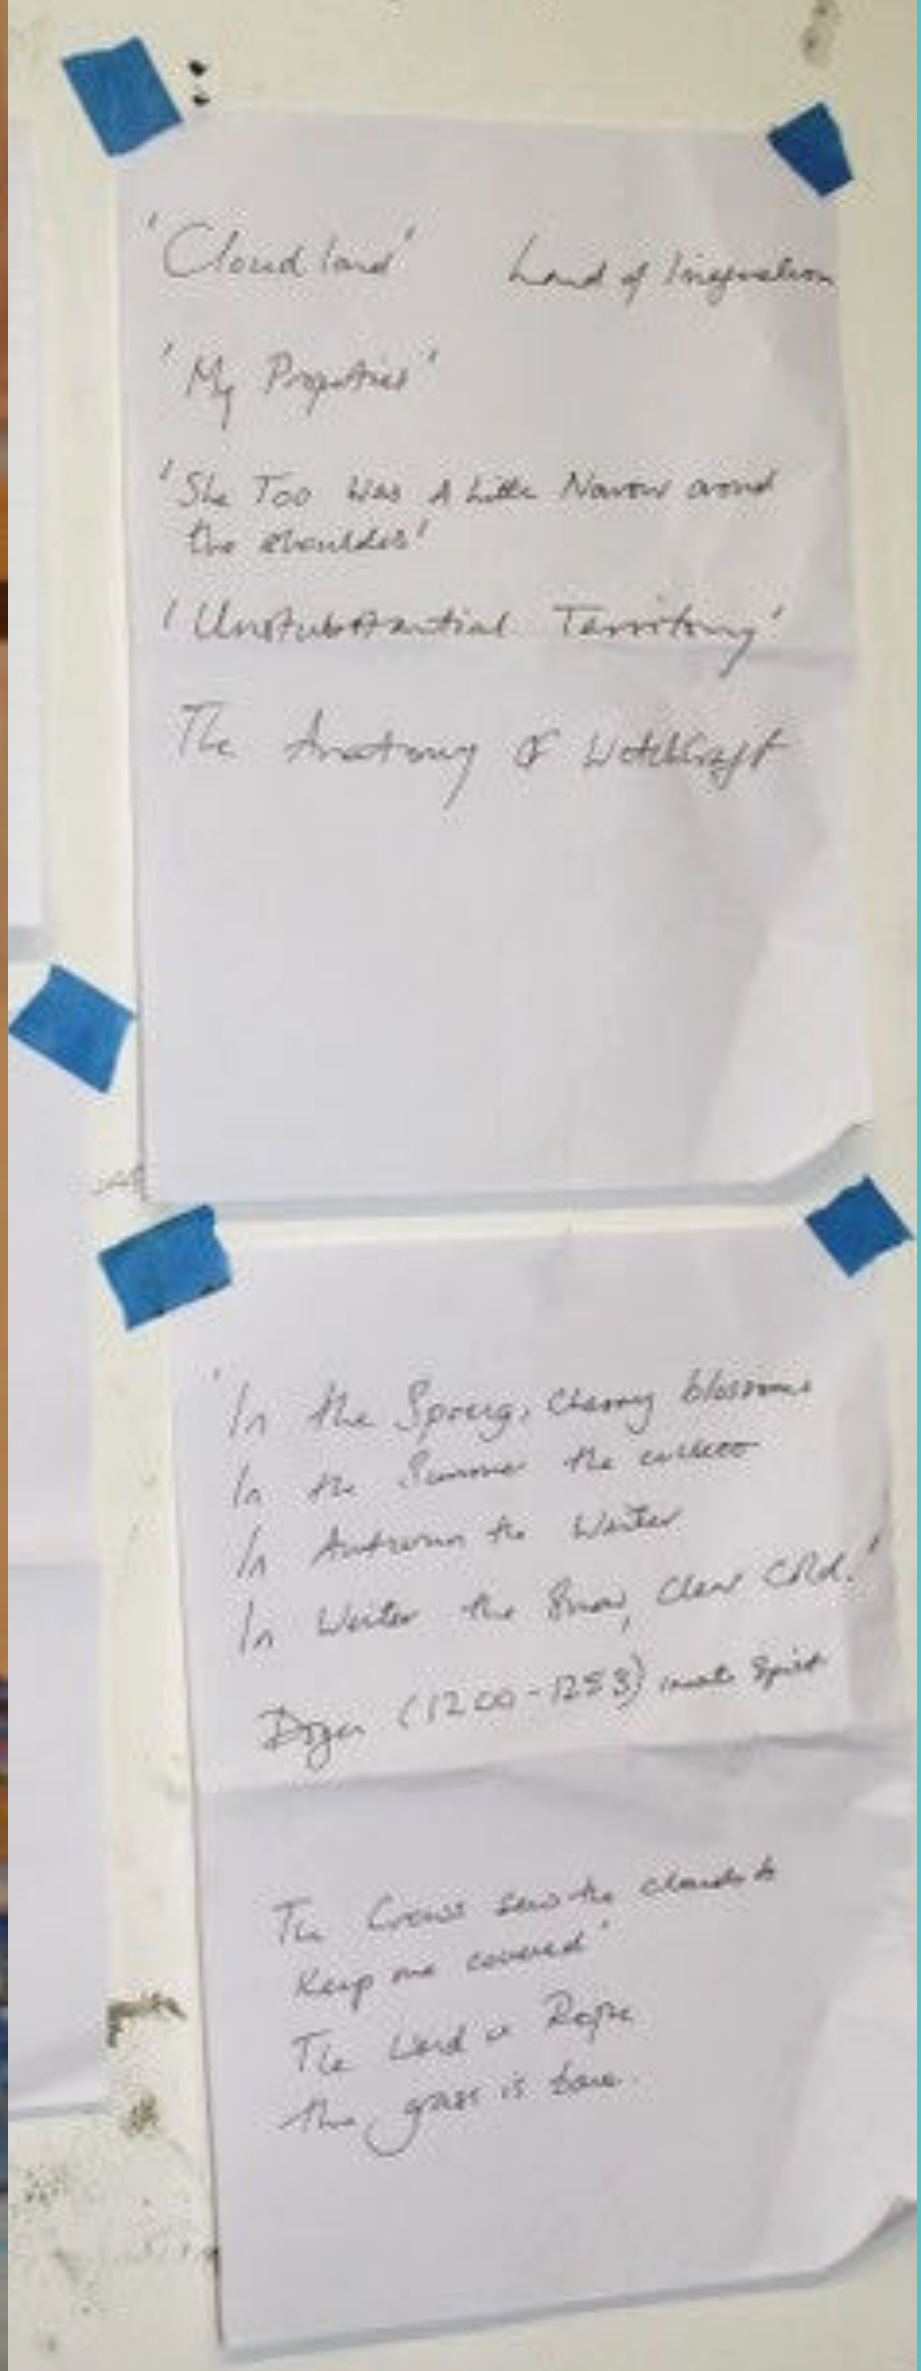 'Cloud land' Land of Imagination
'My Properties'
'She Too Was A Little Narrow around
the shoulders'
'Unsubstantial Territory'
The Anatomy of Witchcraft
'In the Spring, Cherry blossoms
In the Summer the cuckoo
In Autumn the Winter
In Winter the Snow, Clear Cold.'
Dogen (1200-1253) innate Spirit
The Crows sew the clouds to
Keep me covered'
The Land
the grass is bare.